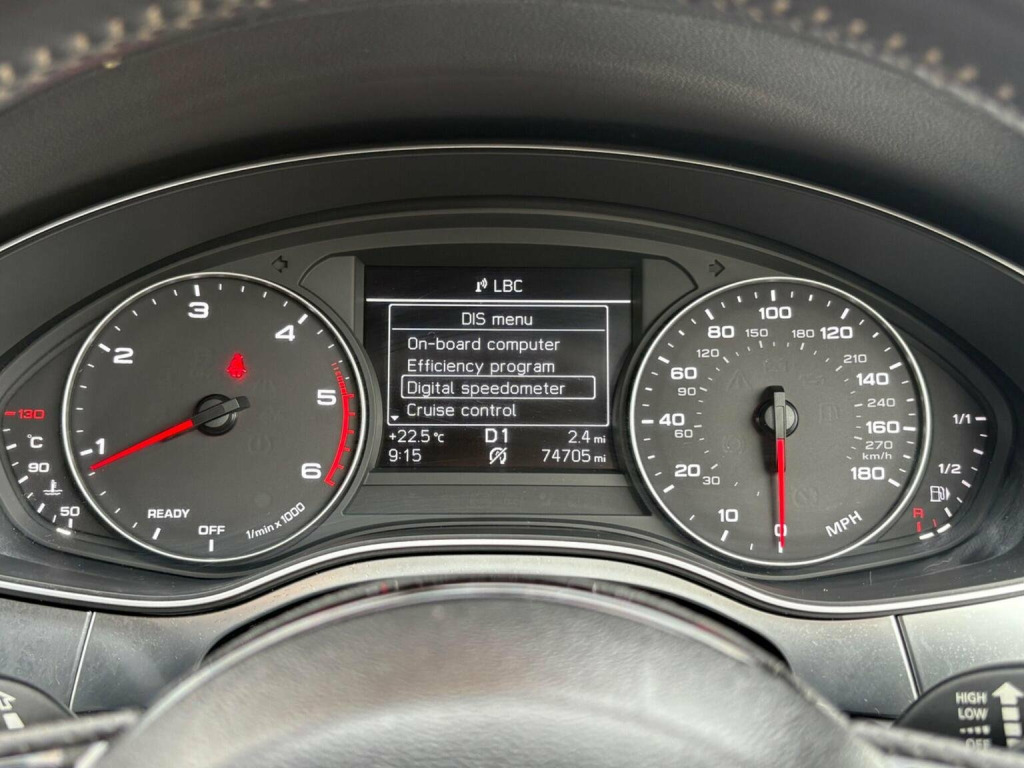 LBC
DIS menu
On-board computer
Efficiency program
Digital speedometer
Cruise control
+22.5 °C D1 2.4 mi
9:15 74705 mi
1
2
3
4
5
6
READY
OFF
1/min x 1000
130
°C
90
50
0
10
20
40
60
80
100
120
140
160
180
MPH
30
60
90
120
150
180
210
240
270
km/h
1/1
1/2
R
HIGH
LOW
OFF